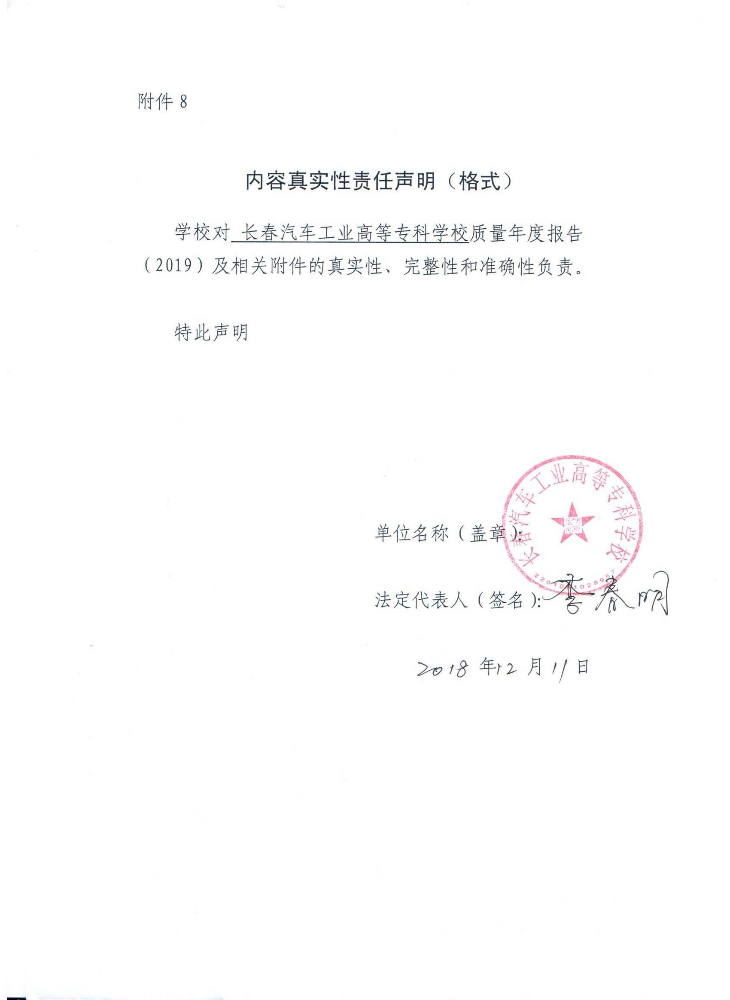 附件 8
内容真实性责任声明（格式）
学校对 长春汽车工业高等专科学校质量年度报告
（2019）及相关附件的真实性、完整性和准确性负责。
特此声明
长春汽车工业高等专科学校
单位名称（盖章）：
法定代表人（签名）：李春明
2018 年 12 月 11 日